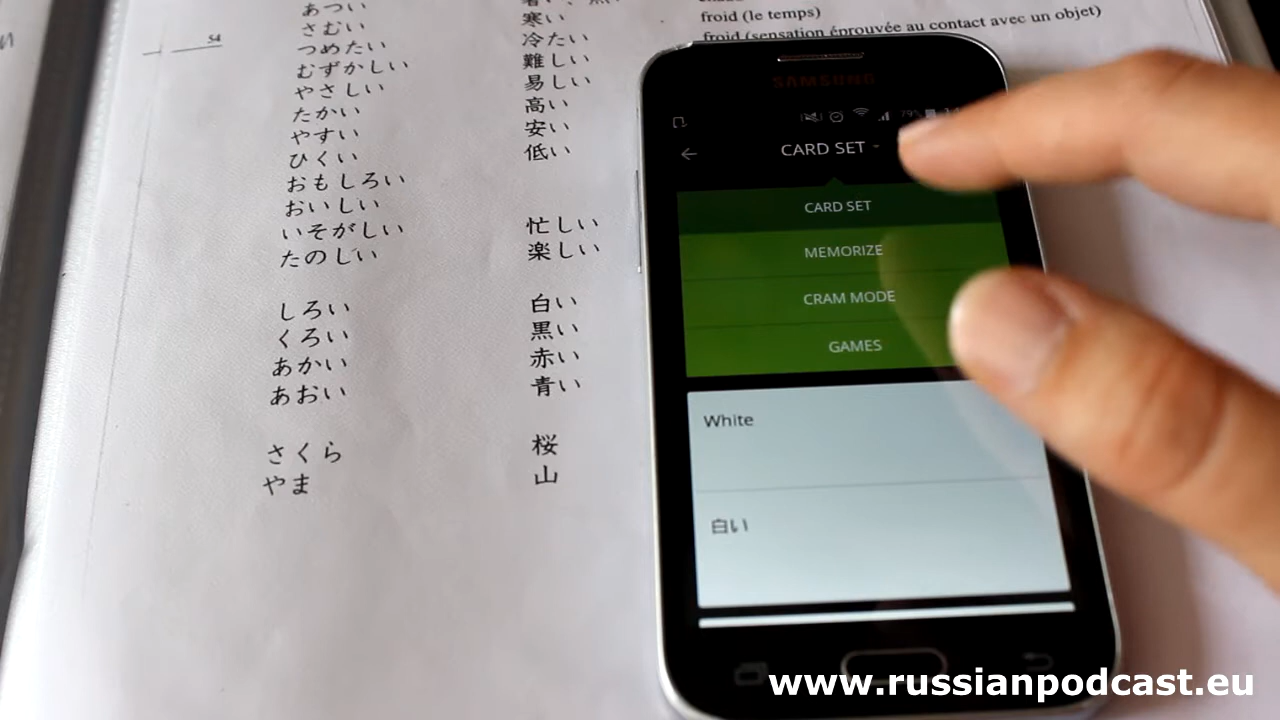 あつい 暑い、熱い
さむい 寒い froid (le temps)
つめたい 冷たい froid (sensation éprouvée au contact avec un objet)
54
むずかしい 難しい
やさしい 易しい
たかい 高い
やすい 安い
ひくい 低い
おもしろい
おいしい
いそがしい 忙しい
たのしい 楽しい
しろい 白い
くろい 黒い
あかい 赤い
あおい 青い
さくら 桜
やま 山
SAMSUNG
79%
CARD SET
CARD SET
MEMORIZE
CRAM MODE
GAMES
White
白い
www.russianpodcast.eu